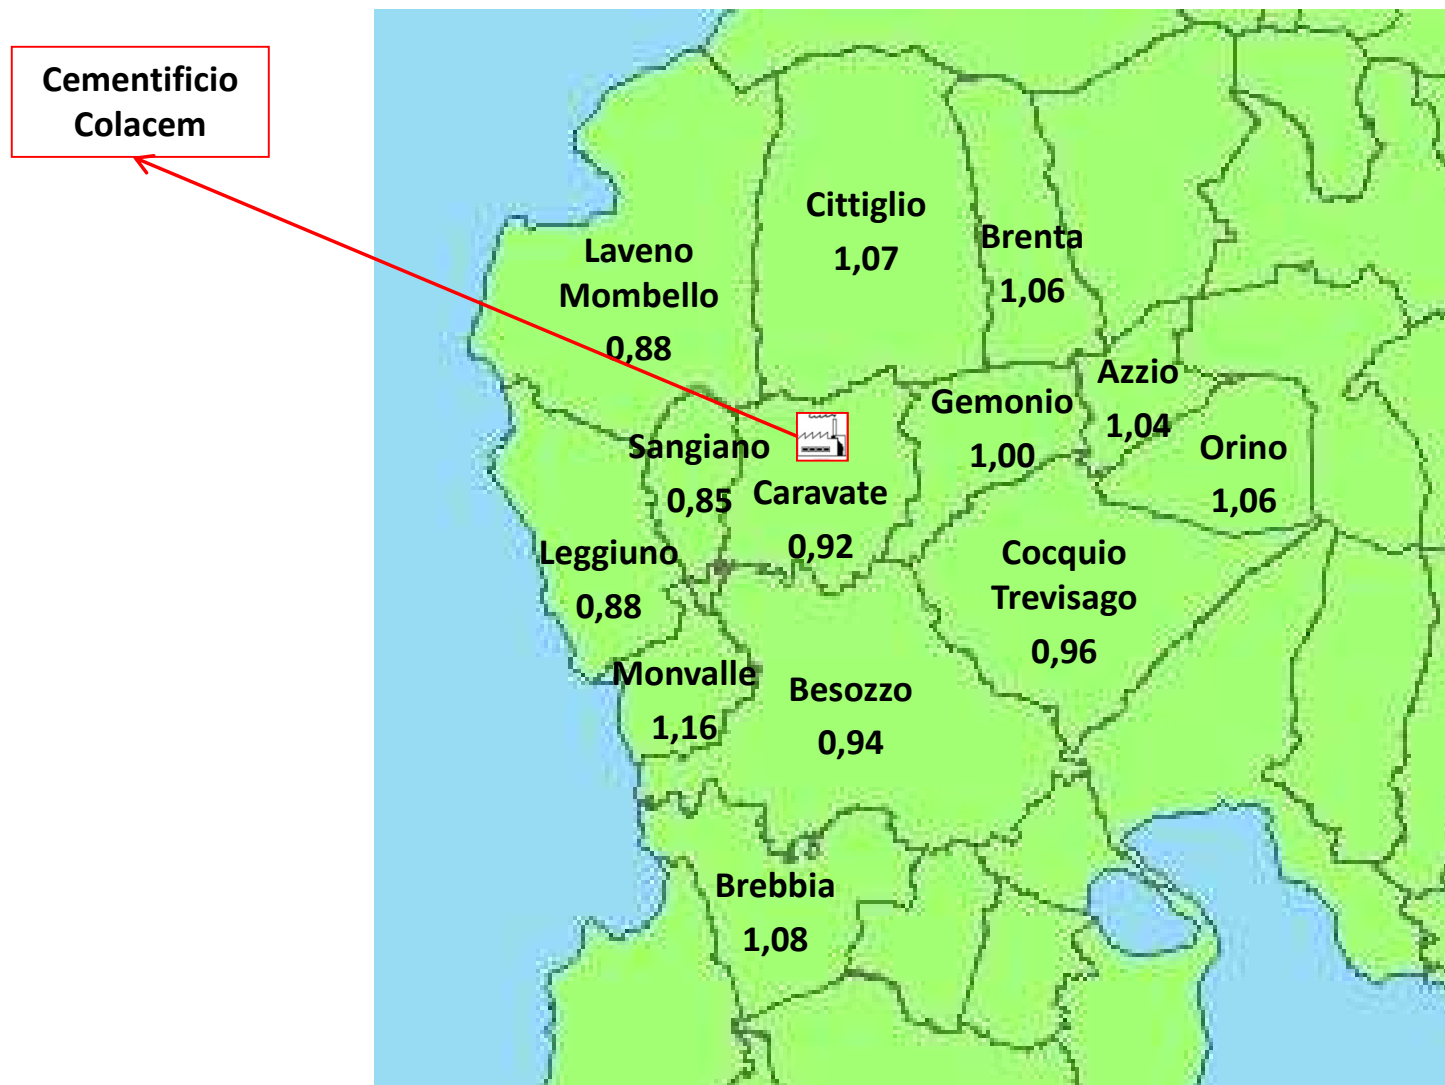 Cementificio
Colacem
Cittiglio
1,07
Brenta
1,06
Laveno
Mombello
0,88
Azzio
1,04
Gemonio
1,00
Orino
1,06
Sangiano
0,85
Caravate
0,92
Leggiuno
0,88
Cocquio
Trevisago
0,96
Monvalle
1,16
Besozzo
0,94
Brebbia
1,08